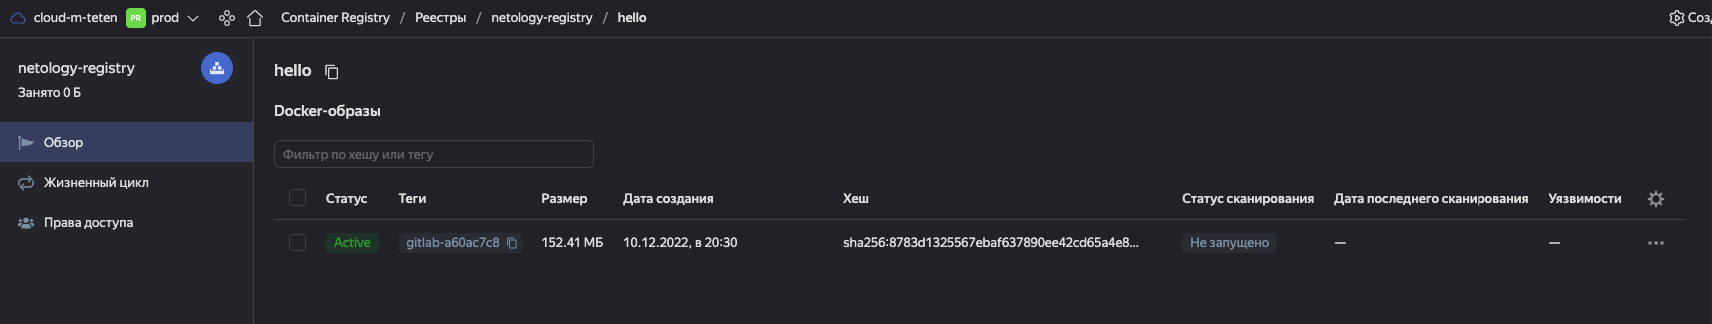 cloud-m-teten PR prod Container Registry / Реестры / netology-registry / hello
netology-registry
Занято 0 Б
Обзор
Жизненный цикл
Права доступа
hello
Docker-образы
Фильтр по хешу или тегу
Статус Теги Размер Дата создания Хеш Статус сканирования Дата последнего сканирования Уязвимости
Active gitlab-a60ac7c8 152.41 МБ 10.12.2022, в 20:30 sha256:8783d1325567ebaf637890ee42cd65a4e8... Не запущено — —